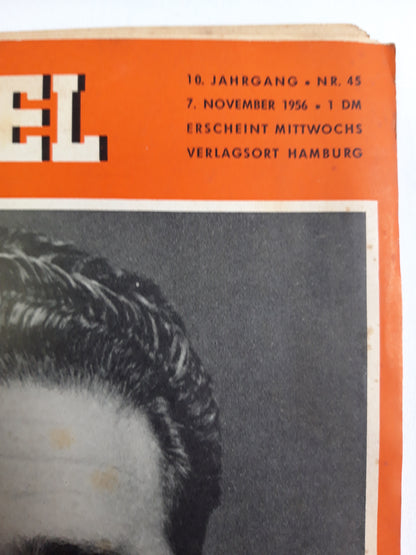 EL
10. JAHRGANG • NR. 45
7. NOVEMBER 1956 • 1 DM
ERSCHEINT MITTWOCHS
VERLAGSORT HAMBURG